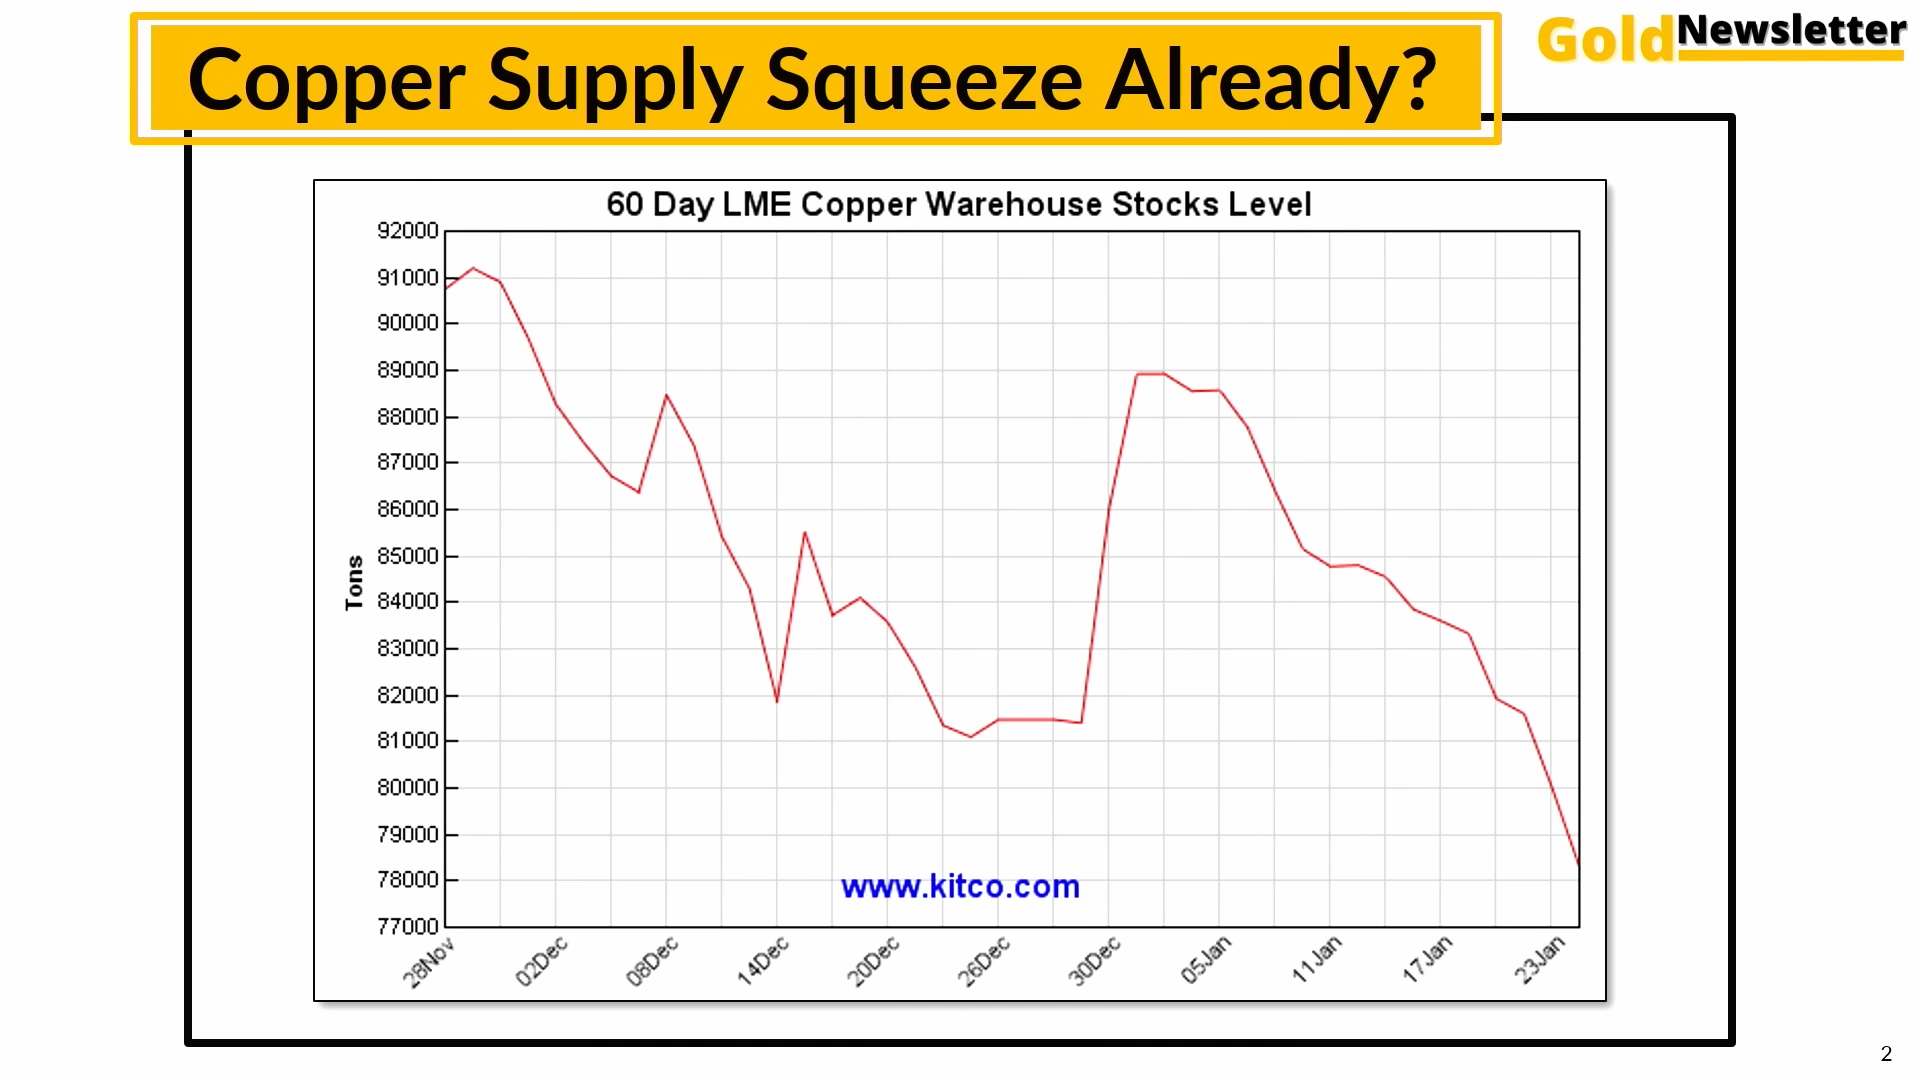 Copper Supply Squeeze Already?
Gold Newsletter
60 Day LME Copper Warehouse Stocks Level
92000
91000
90000
89000
88000
87000
86000
85000
84000
83000
82000
81000
80000
79000
78000
77000
Tons
www.kitco.com
28Nov 02Dec 08Dec 14Dec 20Dec 26Dec 30Dec 05Jan 11Jan 17Jan 23Jan
2